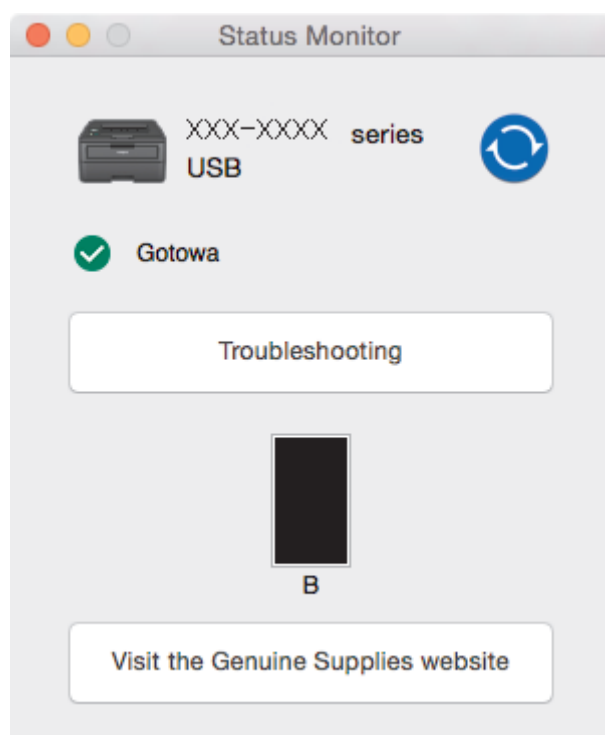 Status Monitor
XXX-XXXX series
USB
Gotowa
Troubleshooting
B
Visit the Genuine Supplies website